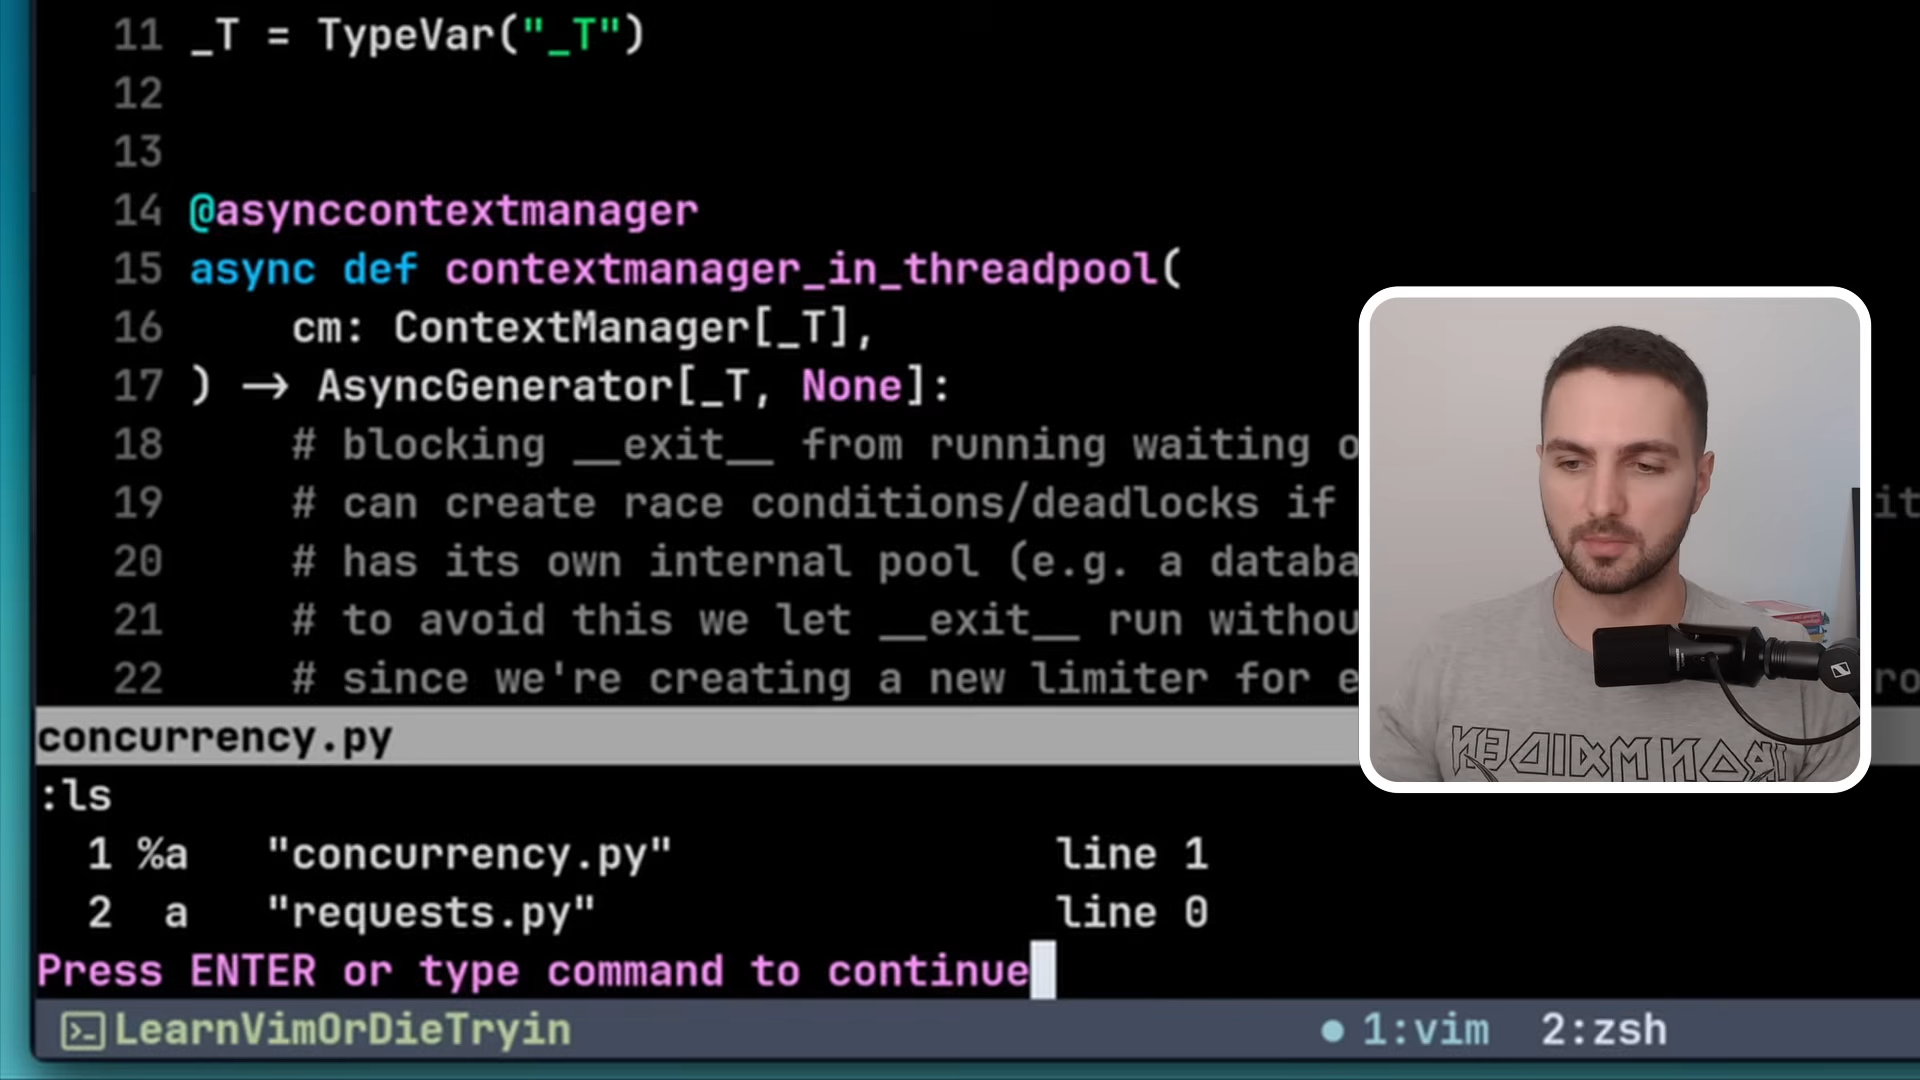 11 _T = TypeVar("_T")
12
13
14 @asynccontextmanager
15 async def contextmanager_in_threadpool(
16 cm: ContextManager[_T],
17 ) -> AsyncGenerator[_T, None]:
18 # blocking __exit__ from running waiting o
19 # can create race conditions/deadlocks if it
20 # has its own internal pool (e.g. a databa
21 # to avoid this we let __exit__ run withou
22 # since we're creating a new limiter for e ro
concurrency.py
:ls
1 %a "concurrency.py" line 1
2 a "requests.py" line 0
Press ENTER or type command to continue
LearnVimOrDieTryin
1:vim 2:zsh
IRON MAIDEN